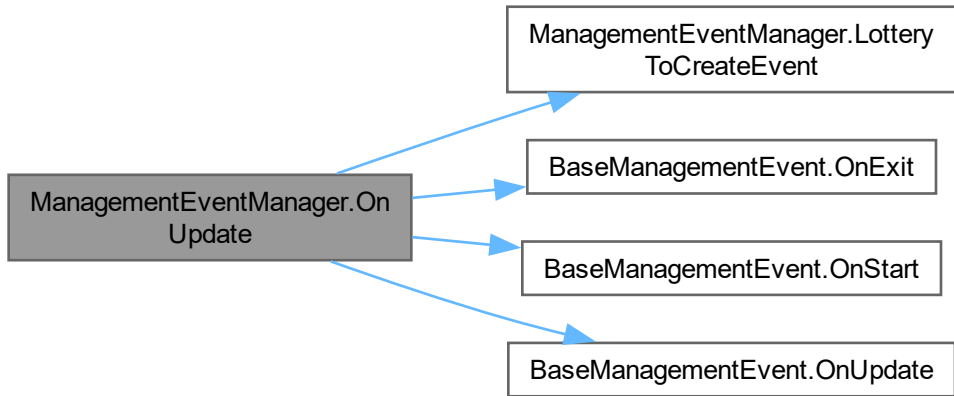 ManagementEventManager.On
Update
ManagementEventManager.Lottery
ToCreateEvent
BaseManagementEvent.OnExit
BaseManagementEvent.OnStart
BaseManagementEvent.OnUpdate